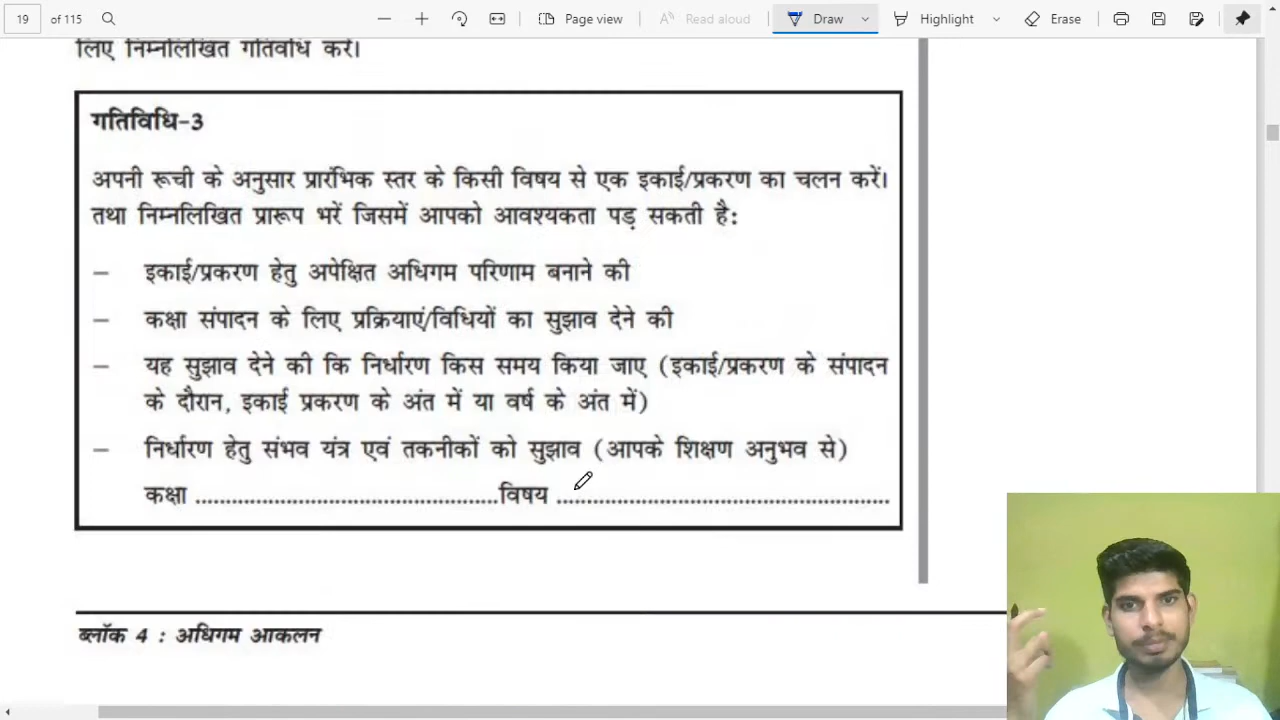 19 of 115 Page view Read aloud Draw Highlight Erase
लिए निम्नलिखित गतिविधि करें।
गतिविधि-3
अपनी रूची के अनुसार प्रारंभिक स्तर के किसी विषय से एक इकाई/प्रकरण का चलन करें।
तथा निम्नलिखित प्रारूप भरें जिसमें आपको आवश्यकता पड़ सकती है:
– इकाई/प्रकरण हेतु अपेक्षित अधिगम परिणाम बनाने की
– कक्षा संपादन के लिए प्रक्रियाएं/विधियों का सुझाव देने की
– यह सुझाव देने की कि निर्धारण किस समय किया जाए (इकाई/प्रकरण के संपादन
के दौरान, इकाई प्रकरण के अंत में या वर्ष के अंत में)
– निर्धारण हेतु संभव यंत्र एवं तकनीकों को सुझाव (आपके शिक्षण अनुभव से)
कक्षा ..................................................विषय .......................................................
ब्लॉक 4 : अधिगम आकलन